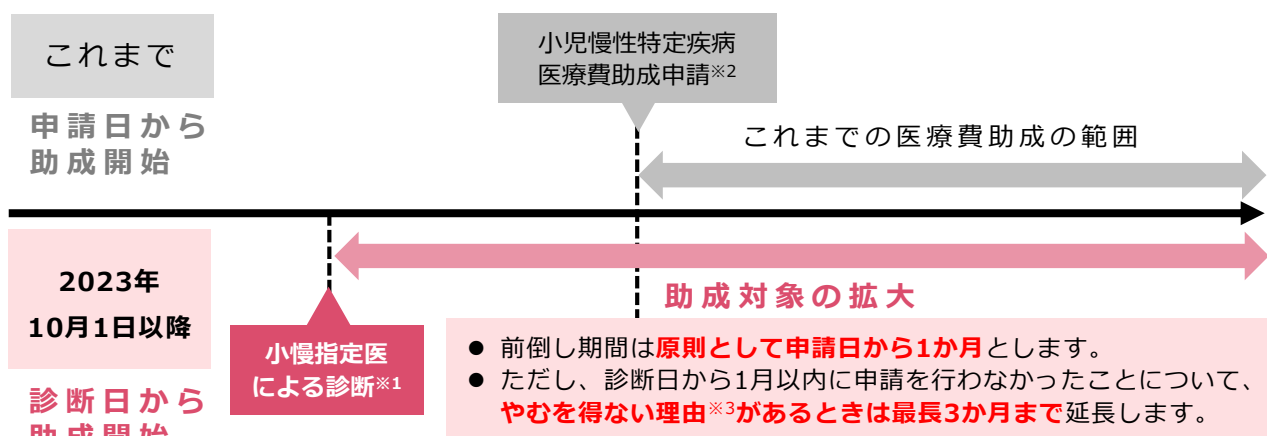 これまで
申請日から
助成開始
小児慢性特定疾病
医療費助成申請※2
これまでの医療費助成の範囲
2023年
10月1日以降
診断日から
助成開始
小慢指定医
による診断※1
助成対象の拡大
● 前倒し期間は原則として申請日から1か月とします。
● ただし、診断日から1月以内に申請を行わなかったことについて、
やむを得ない理由※3があるときは最長3か月まで延長します。